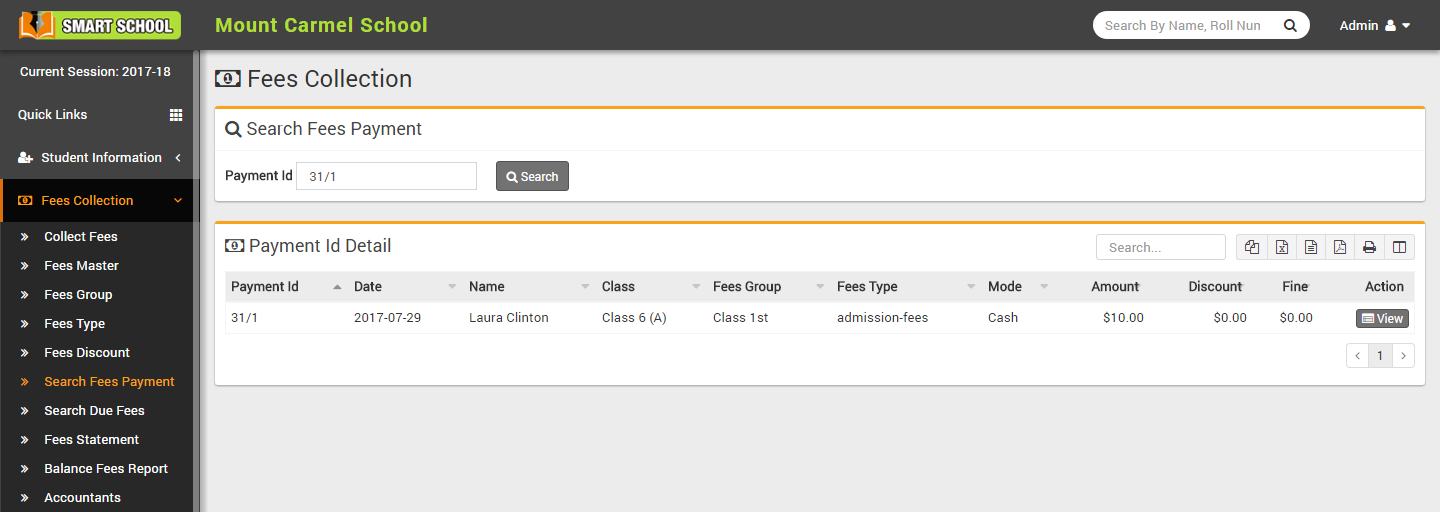 SMART SCHOOL
Mount Carmel School
Search By Name, Roll Nun
Admin
Current Session: 2017-18
Quick Links
Student Information
Fees Collection
Collect Fees
Fees Master
Fees Group
Fees Type
Fees Discount
Search Fees Payment
Search Due Fees
Fees Statement
Balance Fees Report
Accountants
Fees Collection
Search Fees Payment
Payment Id 31/1 Search
Payment Id Detail
Search...
Payment Id Date Name Class Fees Group Fees Type Mode Amount Discount Fine Action
31/1 2017-07-29 Laura Clinton Class 6 (A) Class 1st admission-fees Cash $10.00 $0.00 $0.00 View
1